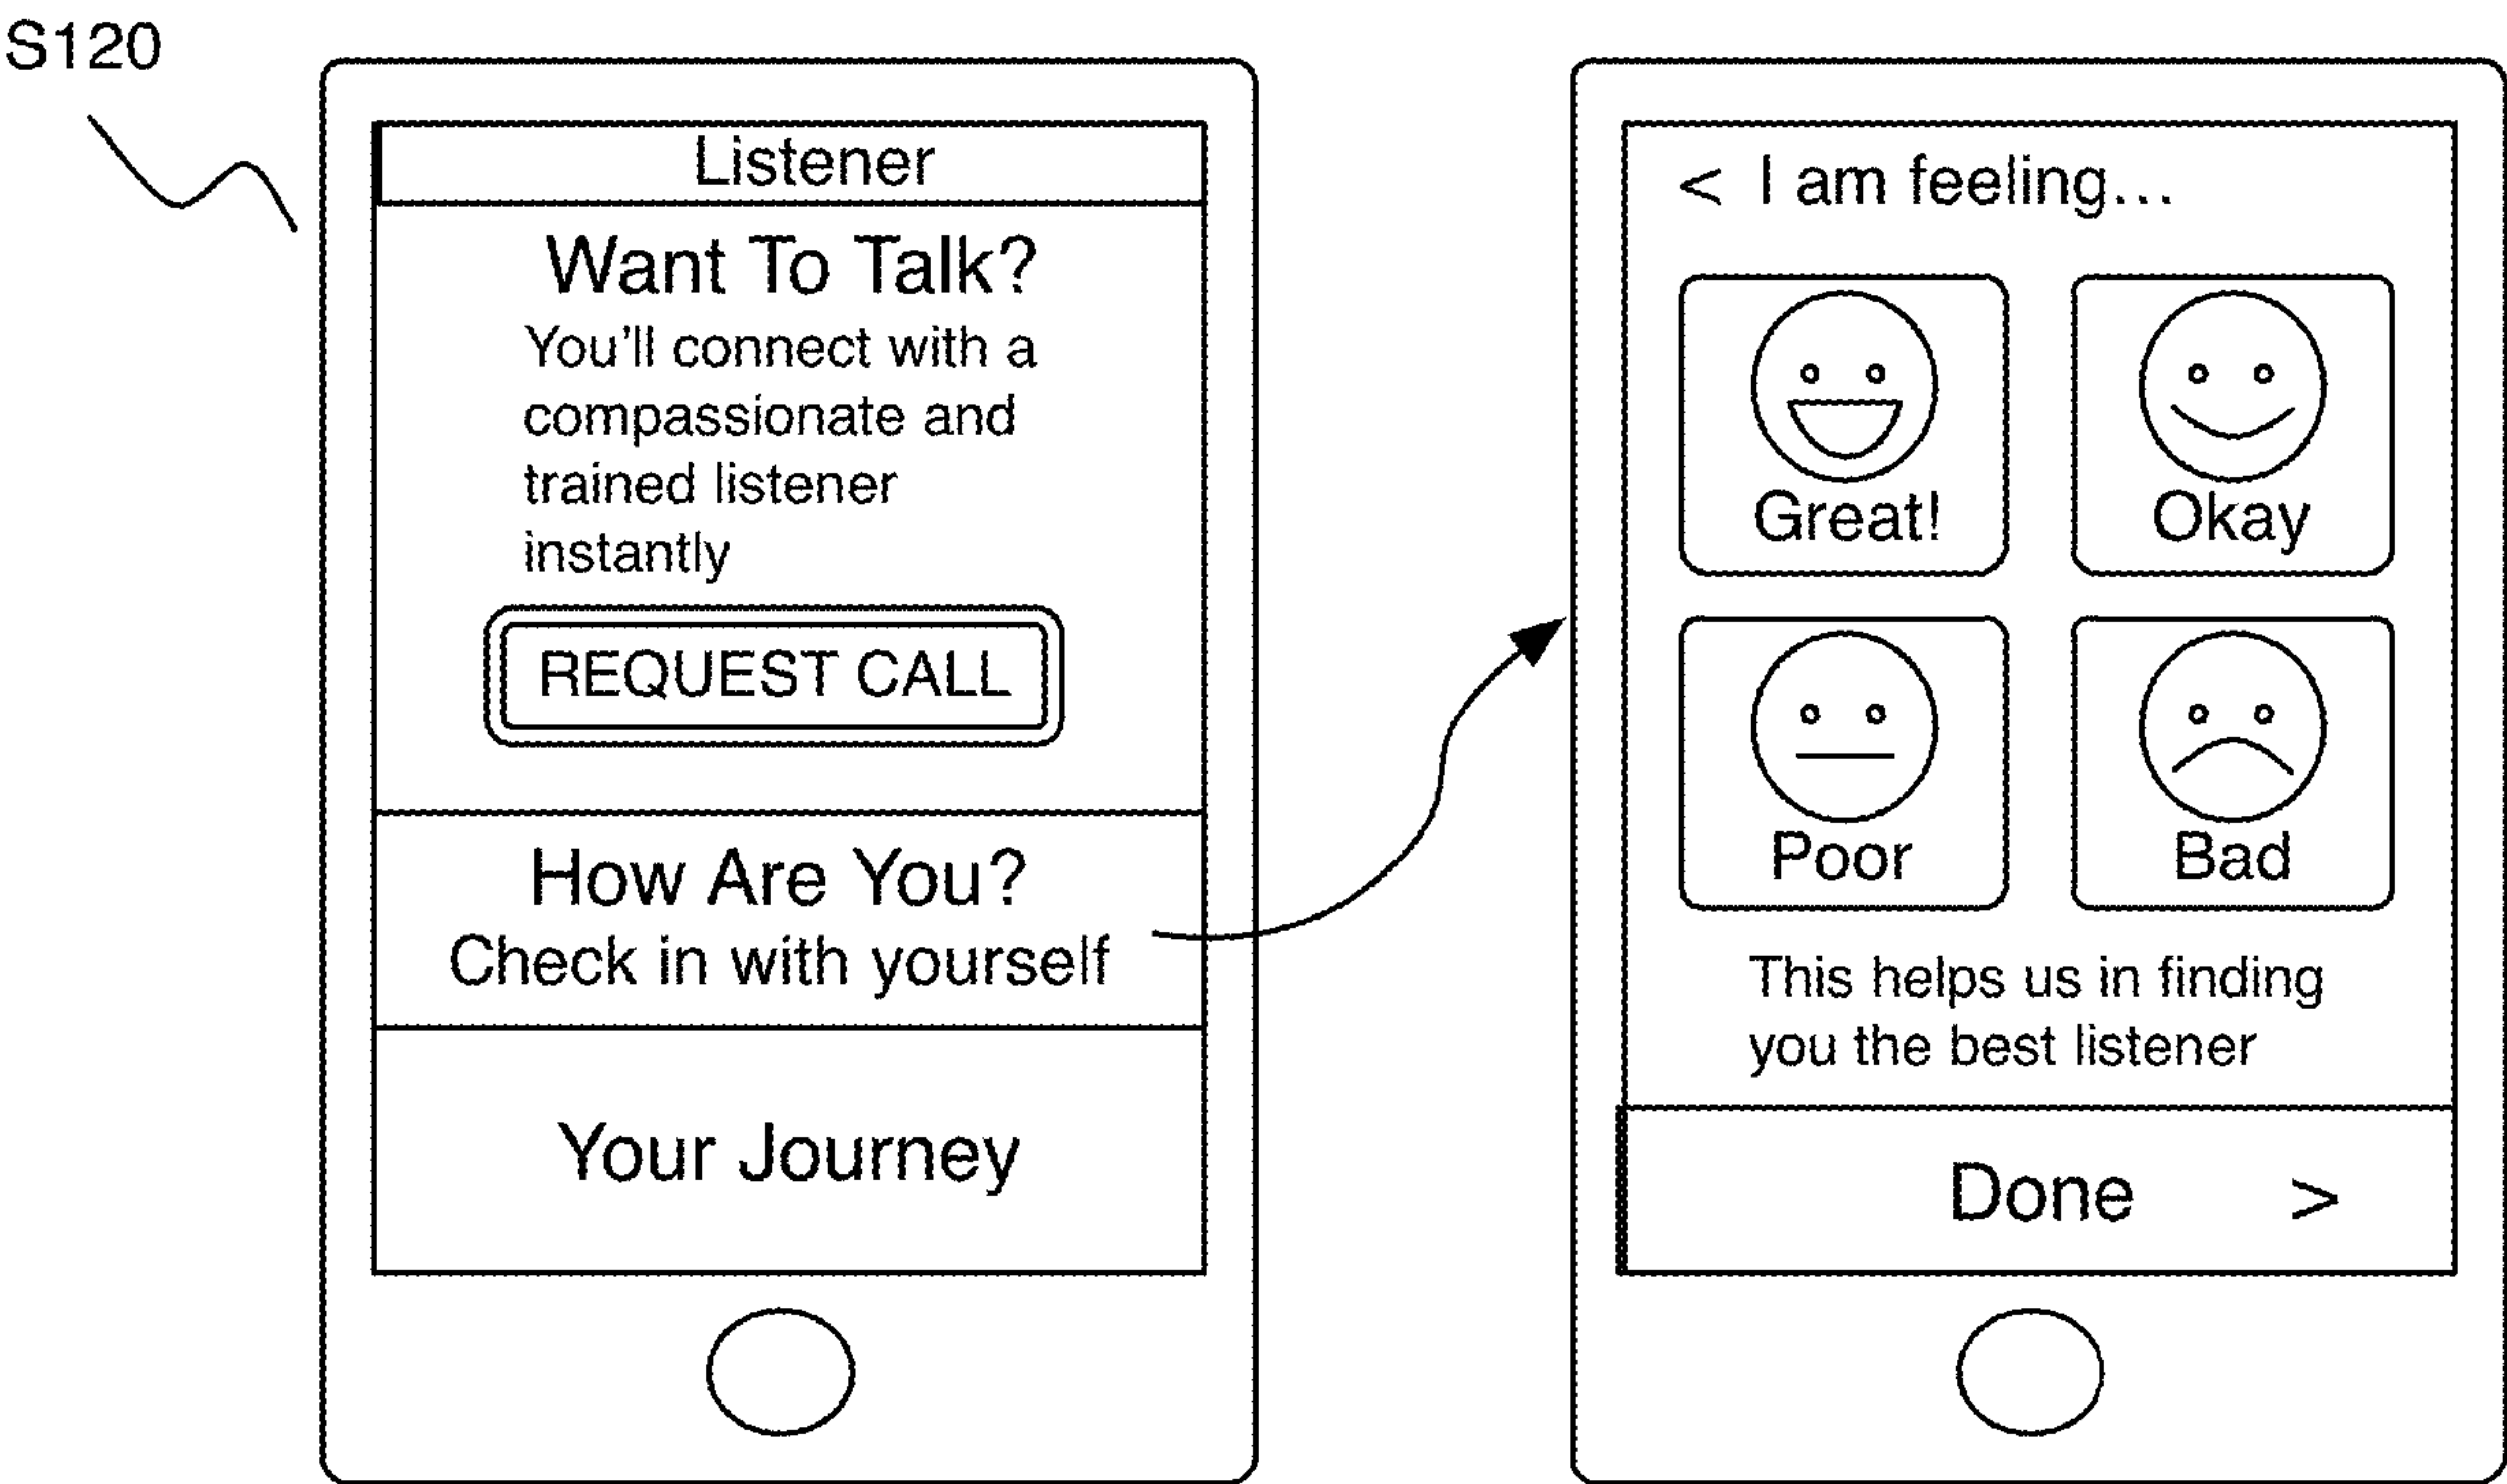 S120
Listener
Want To Talk?
You'll connect with a
compassionate and
trained listener
instantly
REQUEST CALL
How Are You?
Check in with yourself
Your Journey
< I am feeling...
Great!
Okay
Poor
Bad
This helps us in finding
you the best listener
Done >